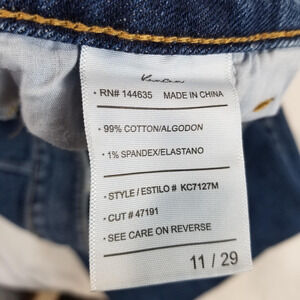 KanCan
· RN# 144635 MADE IN CHINA
· 99% COTTON/ALGODON
· 1% SPANDEX/ELASTANO
· STYLE / ESTILO # KC7127M
· CUT # 47191
· SEE CARE ON REVERSE
11 / 29